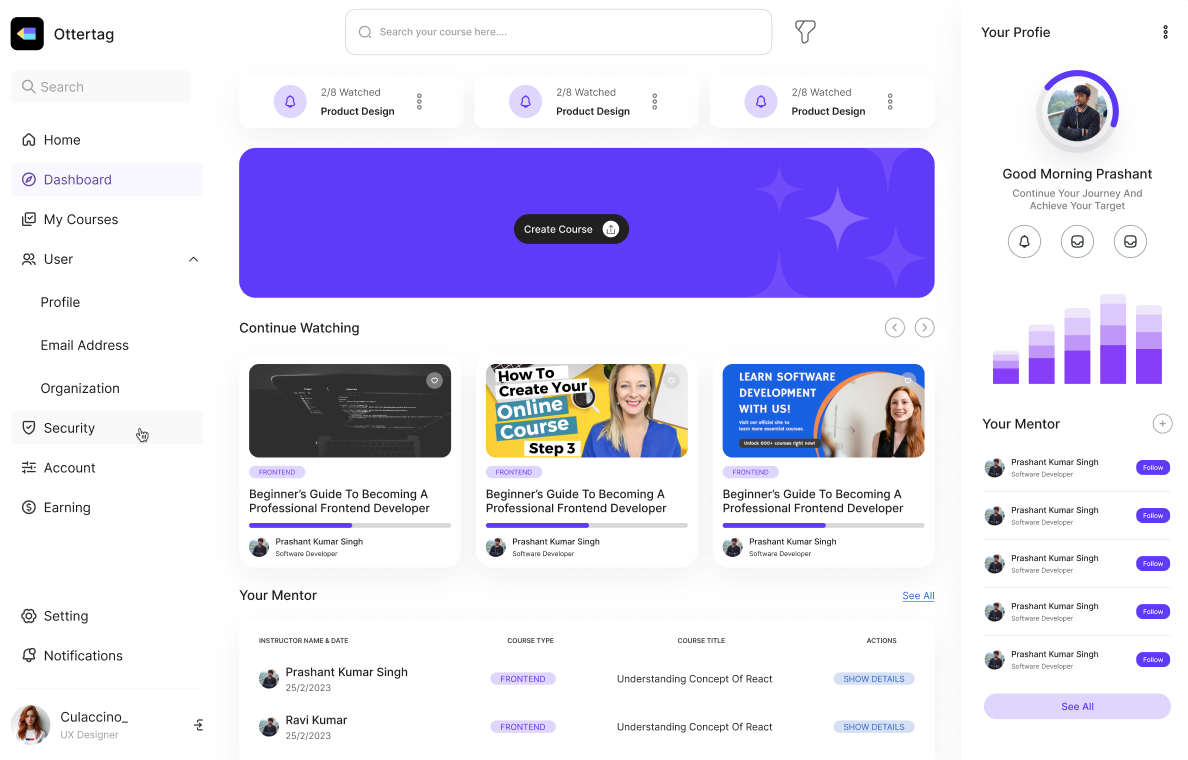 Ottertag
Search
Home
Dashboard
My Courses
User
Profile
Email Address
Organization
Security
Account
Earning
Setting
Notifications
Culaccino_
UX Designer
Search your course here....
2/8 Watched
Product Design
2/8 Watched
Product Design
2/8 Watched
Product Design
Create Course
Continue Watching
FRONTEND
Beginner's Guide To Becoming A
Professional Frontend Developer
Prashant Kumar Singh
Software Developer
How To
Create Your
Online
Course
Step 3
FRONTEND
Beginner's Guide To Becoming A
Professional Frontend Developer
Prashant Kumar Singh
Software Developer
LEARN SOFTWARE
DEVELOPMENT
WITH US!
Visit our official site to
learn more essential courses.
Unlock 600+ courses right now!
FRONTEND
Beginner's Guide To Becoming A
Professional Frontend Developer
Prashant Kumar Singh
Software Developer
Your Mentor
See All
INSTRUCTOR NAME & DATE COURSE TYPE COURSE TITLE ACTIONS
Prashant Kumar Singh
25/2/2023
FRONTEND
Understanding Concept Of React
SHOW DETAILS
Ravi Kumar
25/2/2023
FRONTEND
Understanding Concept Of React
SHOW DETAILS
Your Profie
Good Morning Prashant
Continue Your Journey And
Achieve Your Target
Your Mentor
Prashant Kumar Singh
Software Developer
Follow
Prashant Kumar Singh
Software Developer
Follow
Prashant Kumar Singh
Software Developer
Follow
Prashant Kumar Singh
Software Developer
Follow
Prashant Kumar Singh
Software Developer
Follow
See All